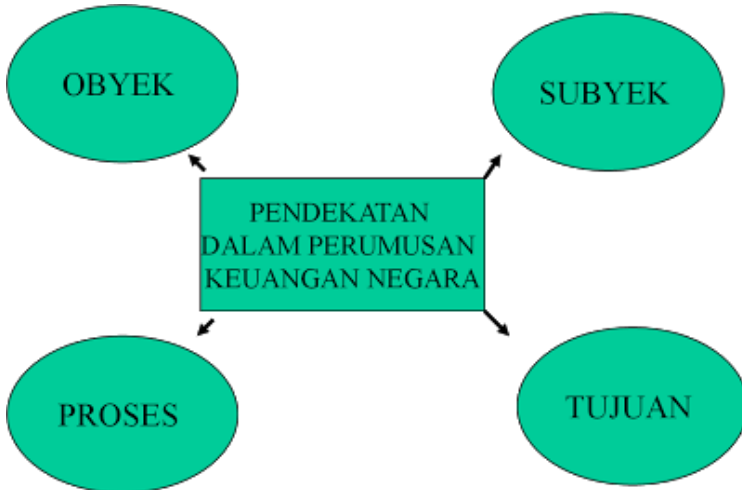 OBYEK
SUBYEK
PENDEKATAN
DALAM PERUMUSAN
KEUANGAN NEGARA
PROSES
TUJUAN